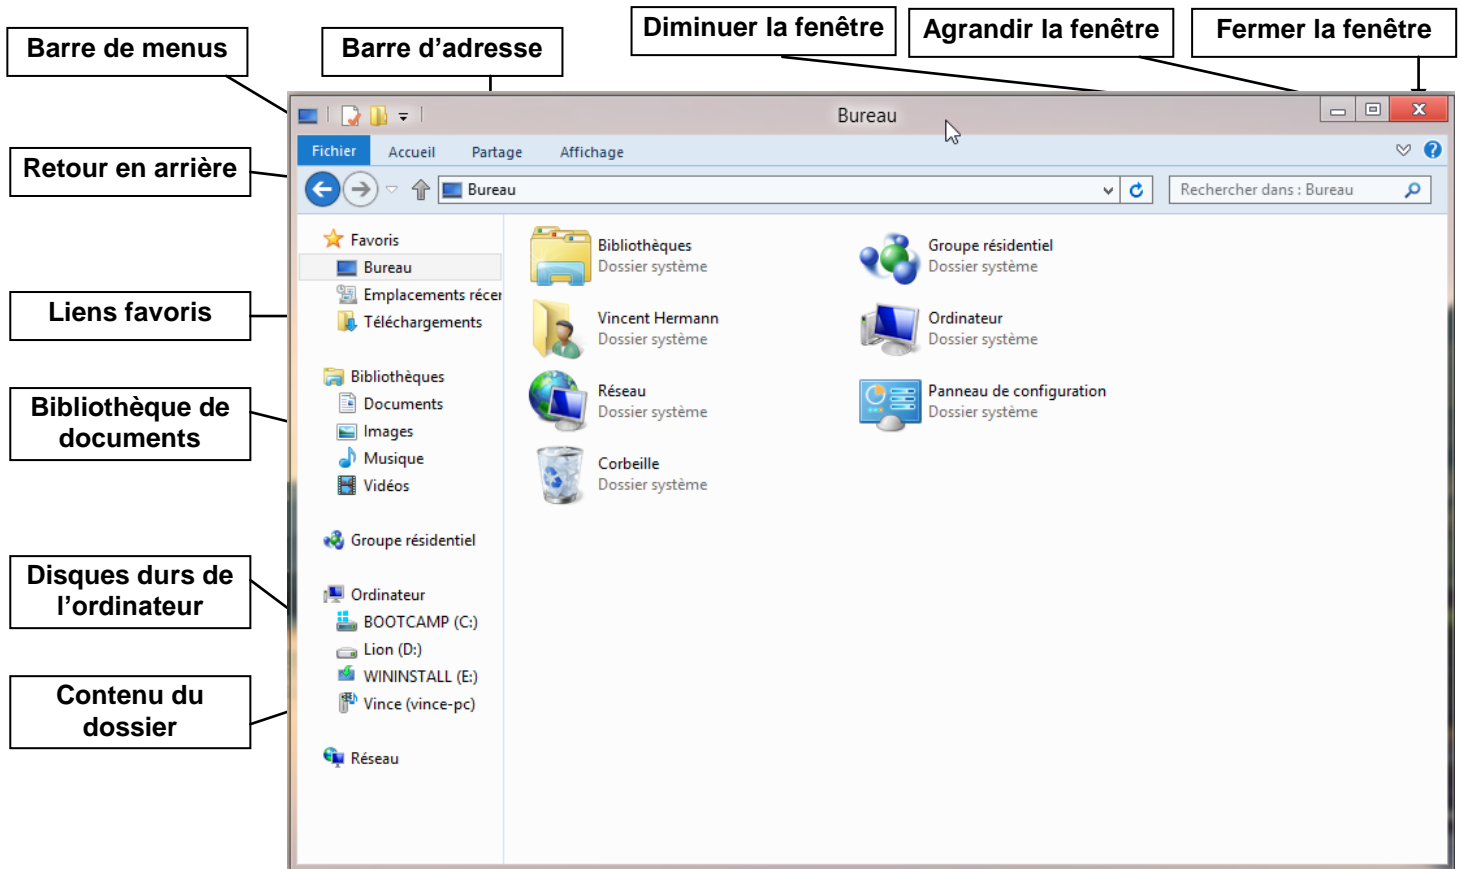 Diminuer la fenêtre
Agrandir la fenêtre
Fermer la fenêtre
Barre de menus
Barre d’adresse
Bureau
Fichier
Accueil
Partage
Affichage
Retour en arrière
Bureau
Rechercher dans : Bureau
Favoris
Bureau
Emplacements récer
Téléchargements
Liens favoris
Bibliothèques
Documents
Images
Musique
Vidéos
Bibliothèque de
documents
Groupe résidentiel
Disques durs de
l’ordinateur
Ordinateur
BOOTCAMP (C:)
Lion (D:)
WININSTALL (E:)
Vince (vince-pc)
Contenu du
dossier
Réseau
Bibliothèques
Dossier système
Groupe résidentiel
Dossier système
Vincent Hermann
Dossier système
Ordinateur
Dossier système
Réseau
Dossier système
Panneau de configuration
Dossier système
Corbeille
Dossier système